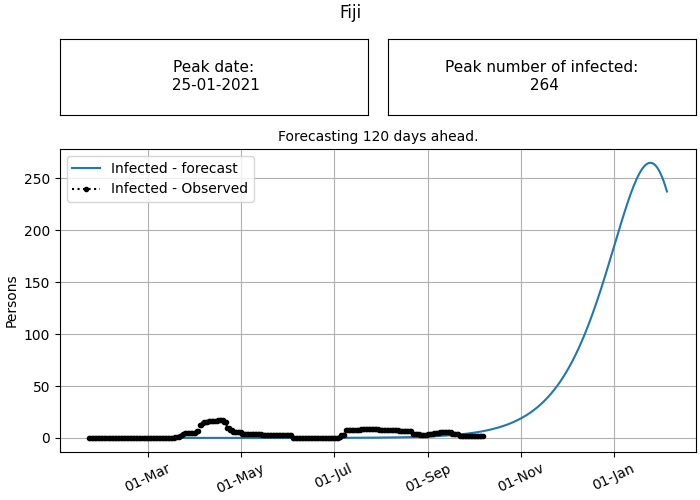 Fiji
Peak date:
25-01-2021
Peak number of infected:
264
Forecasting 120 days ahead.
Infected - forecast
Infected - Observed
Persons
250
200
150
100
50
0
01-Mar
01-May
01-Jul
01-Sep
01-Nov
01-Jan